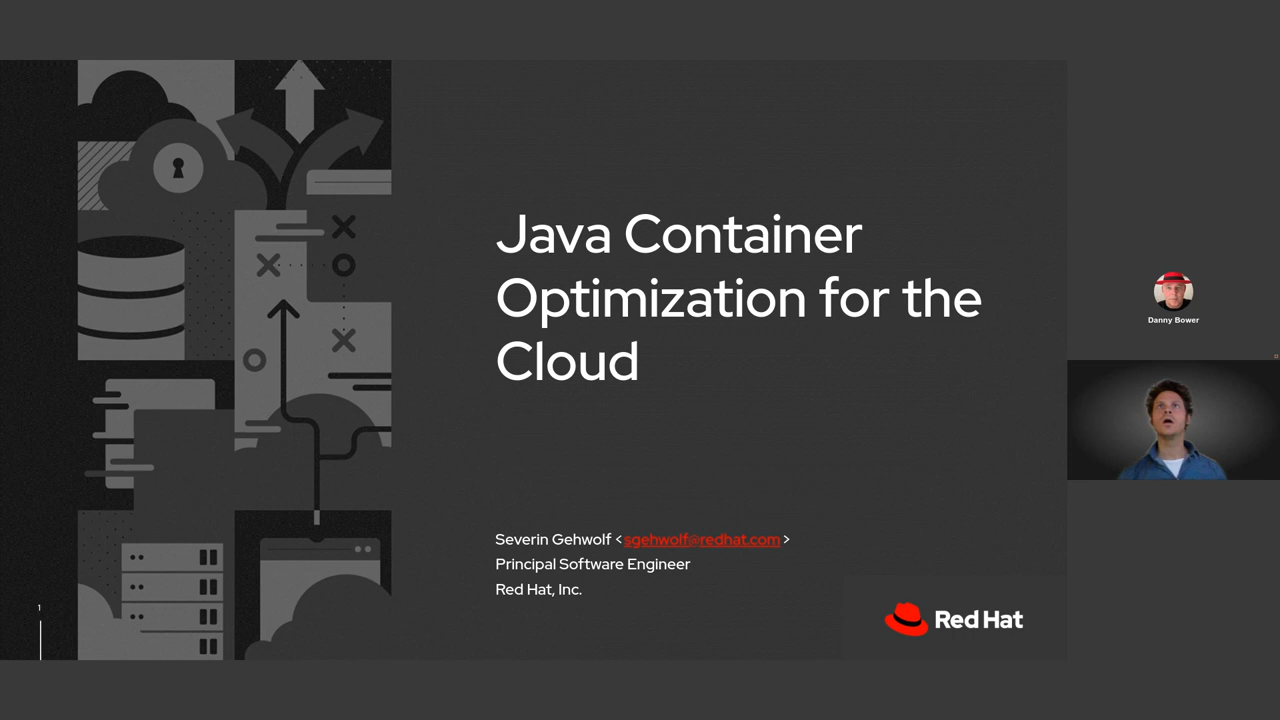 Java Container
Optimization for the
Cloud
Severin Gehwolf <sgehwolf@redhat.com>
Principal Software Engineer
Red Hat, Inc.
1
Red Hat
Danny Bower